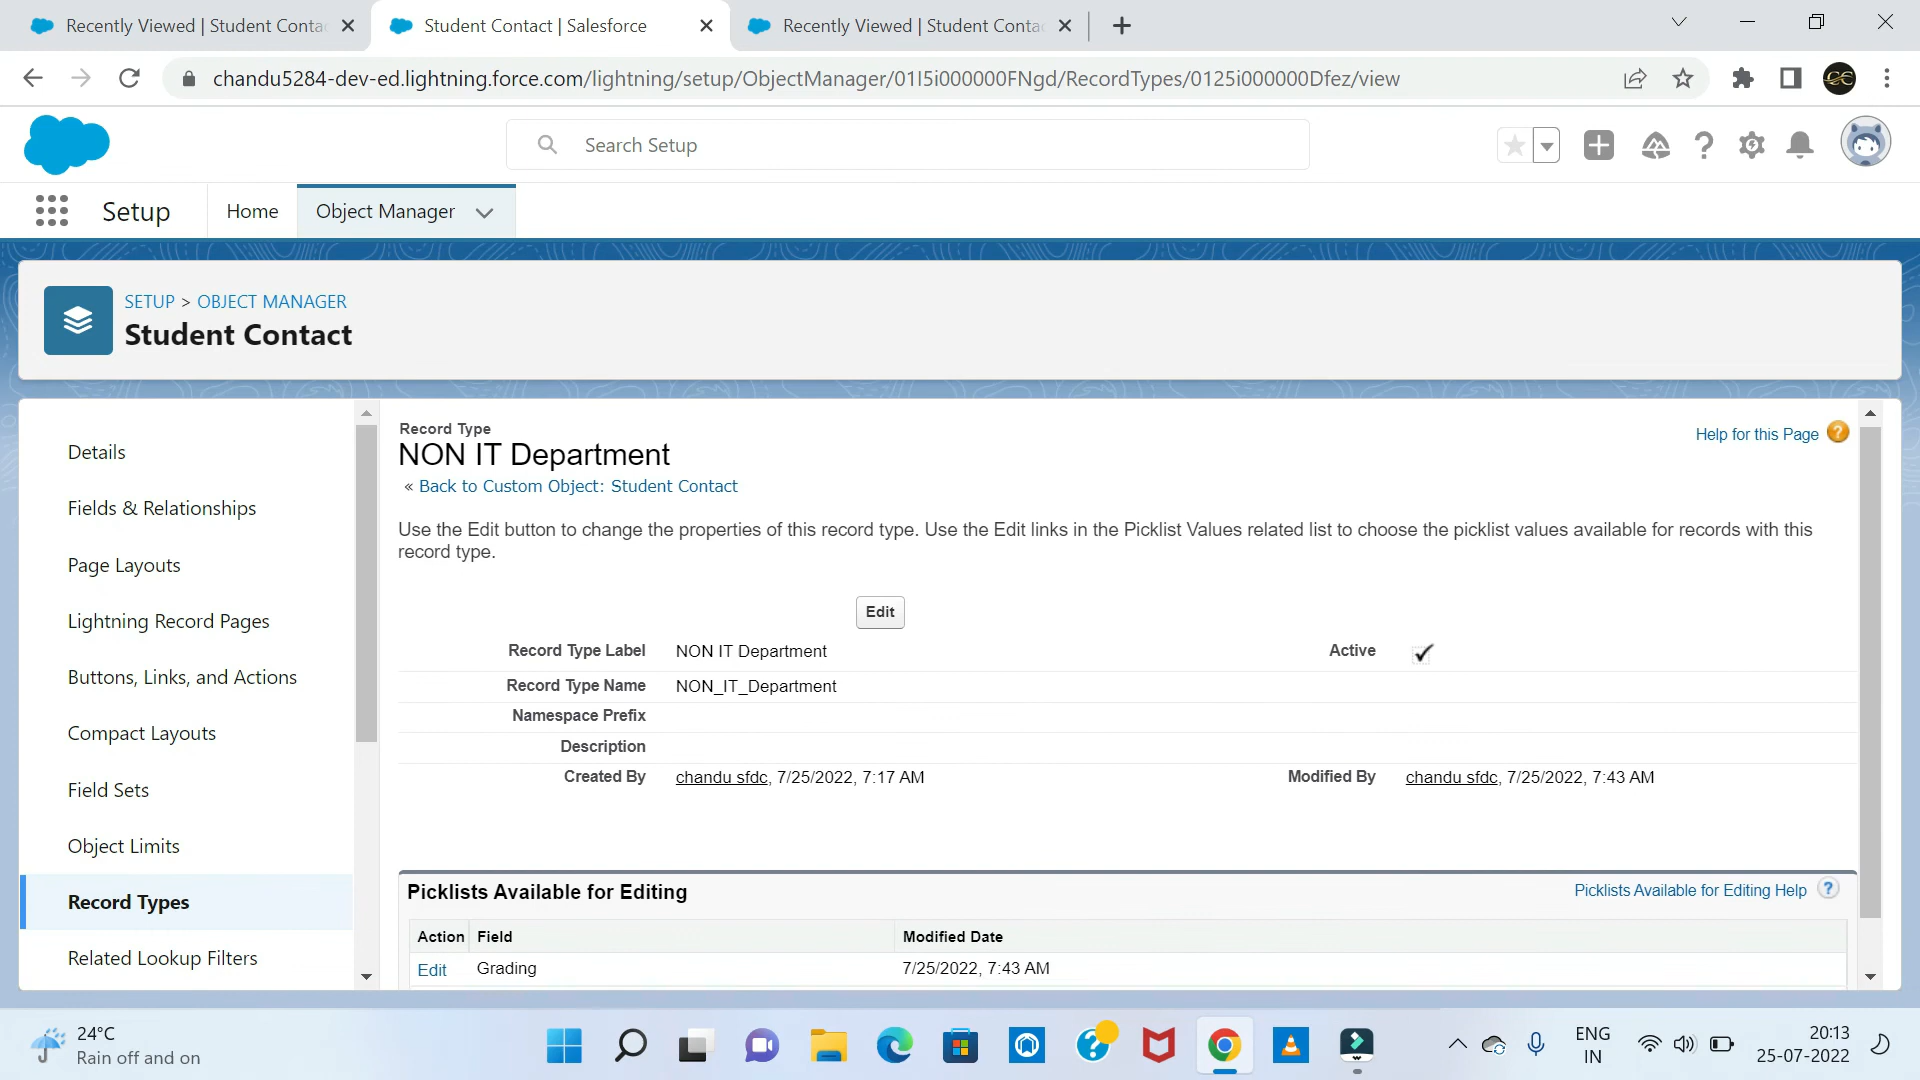 Recently Viewed | Student Conta
Student Contact | Salesforce
Recently Viewed | Student Conta
chandu5284-dev-ed.lightning.force.com/lightning/setup/ObjectManager/01I5i000000FNgd/RecordTypes/0125i000000Dfez/view
Search Setup
Setup
Home
Object Manager
SETUP > OBJECT MANAGER
Student Contact
Details
Fields & Relationships
Page Layouts
Lightning Record Pages
Buttons, Links, and Actions
Compact Layouts
Field Sets
Object Limits
Record Types
Related Lookup Filters
Record Type
NON IT Department
Help for this Page ?
« Back to Custom Object: Student Contact
Use the Edit button to change the properties of this record type. Use the Edit links in the Picklist Values related list to choose the picklist values available for records with this
record type.
Edit
Record Type Label NON IT Department Active
Record Type Name NON_IT_Department
Namespace Prefix
Description
Created By chandu sfdc, 7/25/2022, 7:17 AM Modified By chandu sfdc, 7/25/2022, 7:43 AM
Picklists Available for Editing
Picklists Available for Editing Help ?
Action Field Modified Date
Edit Grading 7/25/2022, 7:43 AM
24°C
Rain off and on
ENG
IN
20:13
25-07-2022